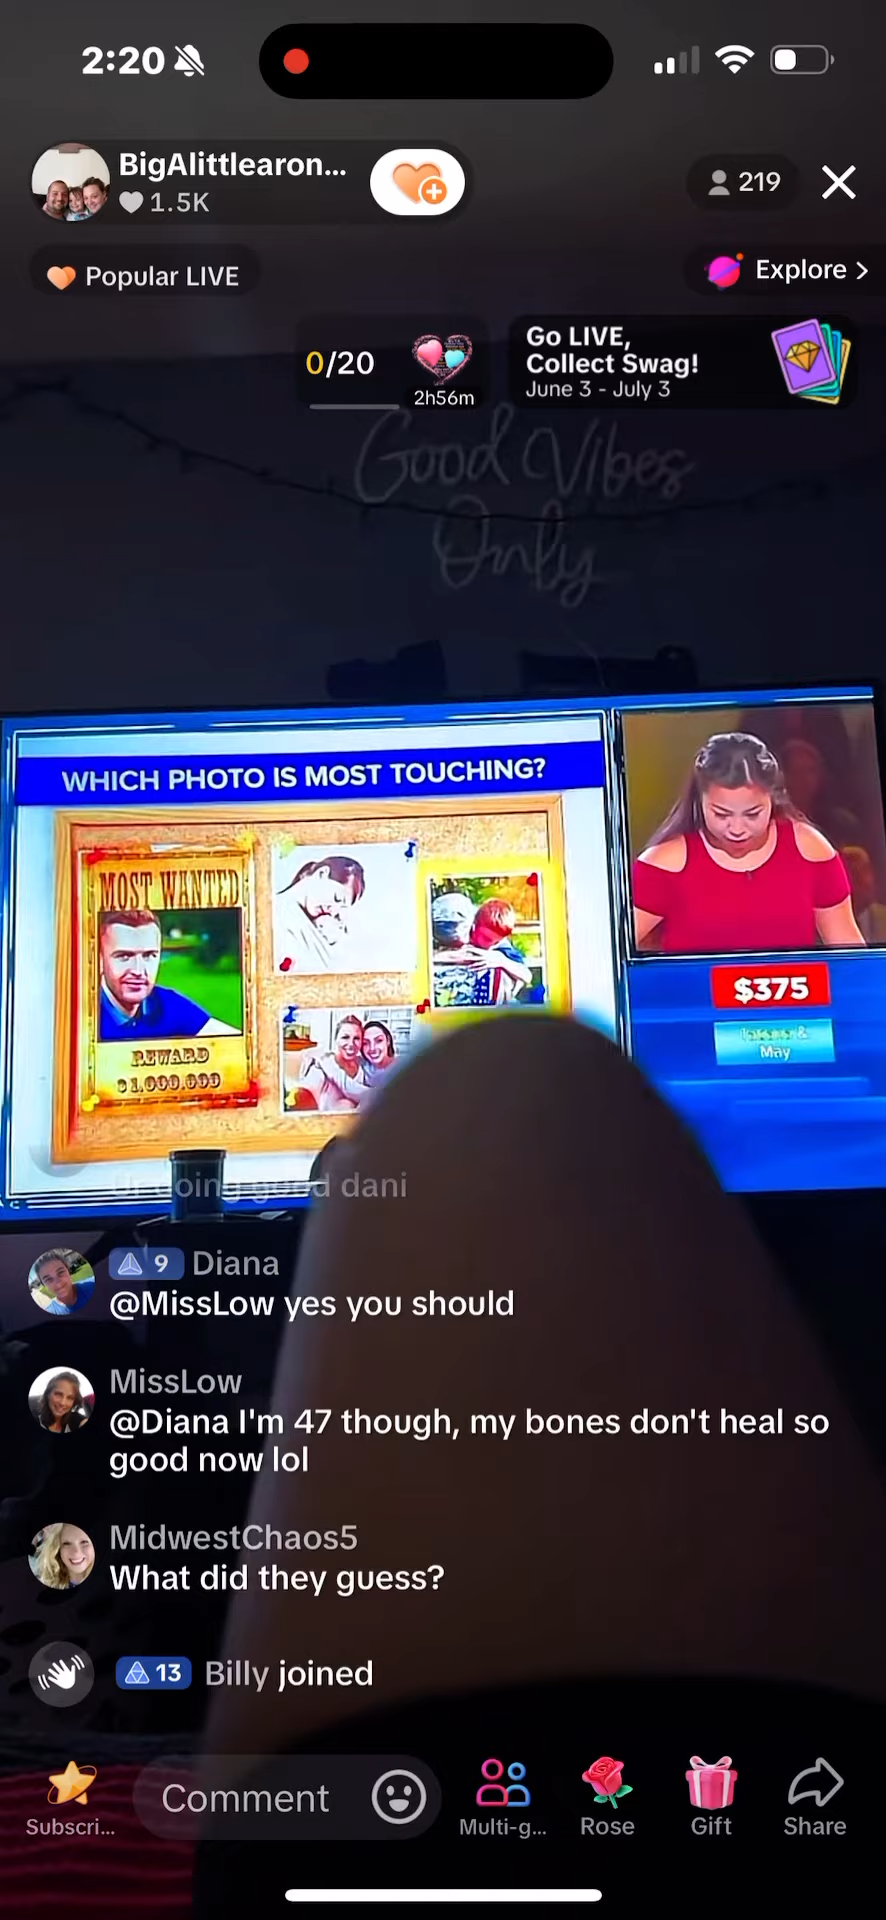 2:20
BigAlittlearon...
1.5K
219
Popular LIVE
Explore >
0/20
2h56m
Go LIVE,
Collect Swag!
June 3 - July 3
Good Vibes
Only
WHICH PHOTO IS MOST TOUCHING?
MOST WANTED
REWARD
$1,000,000
$375
May
doing good dani
9 Diana
@MissLow yes you should
MissLow
@Diana I'm 47 though, my bones don't heal so
good now lol
MidwestChaos5
What did they guess?
13 Billy joined
Subscri...
Comment
Multi-g...
Rose
Gift
Share